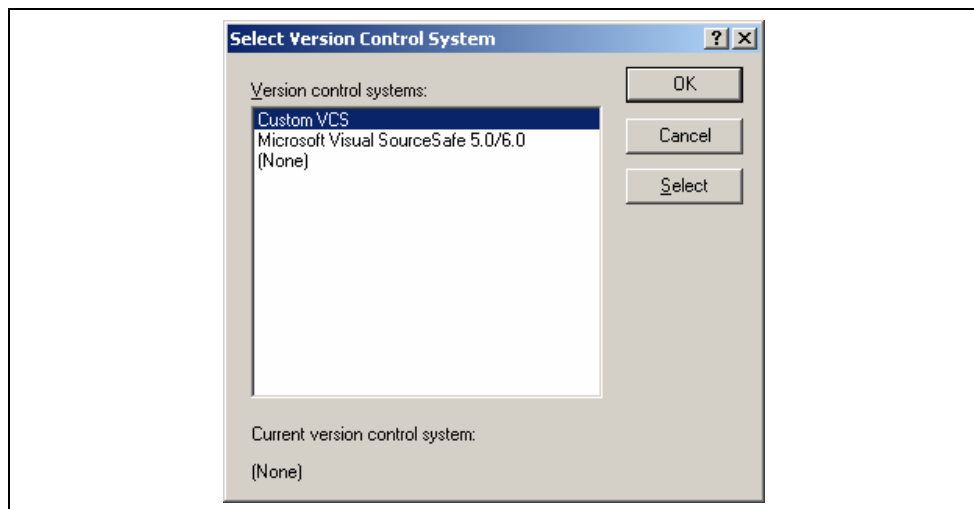 Select Version Control System
Version control systems:
OK
Custom VCS
Microsoft Visual SourceSafe 5.0/6.0
(None)
Cancel
Select
Current version control system:
(None)